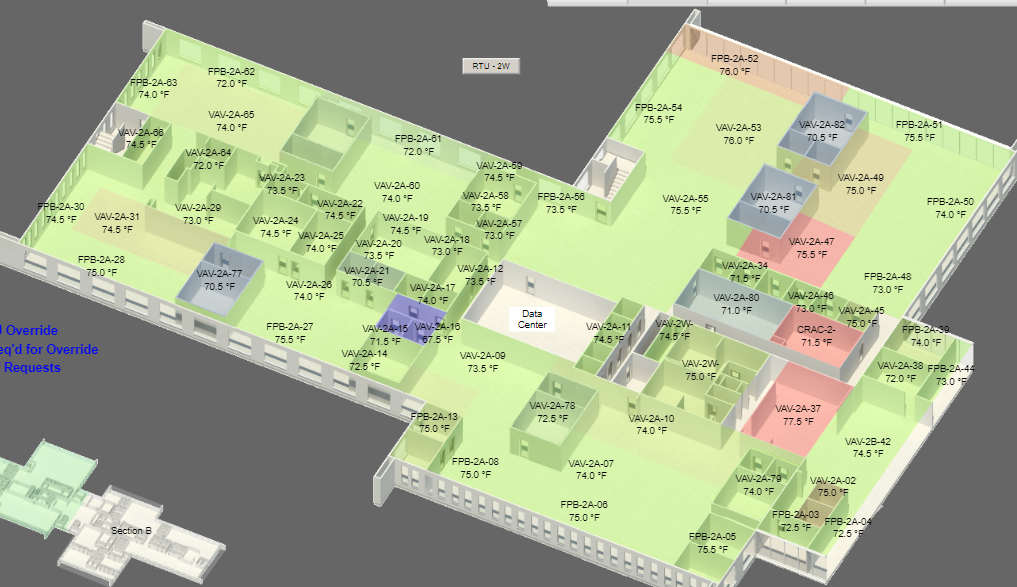 RTU - 2W
FPB-2A-52
76.0 °F
FPB-2A-62
72.0 °F
FPB-2A-63
74.0 °F
FPB-2A-54
75.5 °F
VAV-2A-65
74.0 °F
VAV-2A-53
76.0 °F
VAV-2A-82
70.5 °F
FPB-2A-51
75.5 °F
VAV-2A-66
74.5 °F
FPB-2A-61
72.0 °F
VAV-2A-64
72.0 °F
VAV-2A-59
74.5 °F
VAV-2A-23
73.5 °F
VAV-2A-49
75.0 °F
VAV-2A-60
74.0 °F
VAV-2A-58
73.5 °F
FPB-2A-56
73.5 °F
VAV-2A-55
75.5 °F
VAV-2A-81
70.5 °F
FPB-2A-50
74.0 °F
FPB-2A-30
74.5 °F
VAV-2A-31
74.5 °F
VAV-2A-29
73.0 °F
VAV-2A-22
74.5 °F
VAV-2A-24
74.5 °F
VAV-2A-19
74.5 °F
VAV-2A-57
73.0 °F
VAV-2A-25
74.0 °F
VAV-2A-20
73.5 °F
VAV-2A-18
73.0 °F
VAV-2A-47
75.5 °F
FPB-2A-28
75.0 °F
VAV-2A-77
70.5 °F
VAV-2A-21
70.5 °F
VAV-2A-12
73.5 °F
VAV-2A-34
71.5 °F
FPB-2A-48
73.0 °F
VAV-2A-26
74.0 °F
VAV-2A-17
74.0 °F
VAV-2A-80
71.0 °F
VAV-2A-46
73.0 °F
VAV-2A-45
75.0 °F
Data
Center
J Override
eq'd for Override
Requests
FPB-2A-27
75.5 °F
VAV-2A-15
71.5 °F
VAV-2A-16
67.5 °F
VAV-2A-11
74.5 °F
VAV-2W-
74.5 °F
CRAC-2-
71.5 °F
FPB-2A-39
74.0 °F
VAV-2A-14
72.5 °F
VAV-2A-09
73.5 °F
VAV-2W-
75.0 °F
VAV-2A-38
72.0 °F
FPB-2A-44
73.0 °F
FPB-2A-13
75.0 °F
VAV-2A-78
72.5 °F
VAV-2A-10
74.0 °F
VAV-2A-37
77.5 °F
VAV-2B-42
74.5 °F
FPB-2A-08
75.0 °F
VAV-2A-07
74.0 °F
VAV-2A-79
74.0 °F
VAV-2A-02
75.0 °F
FPB-2A-06
75.0 °F
FPB-2A-03
72.5 °F
FPB-2A-04
72.5 °F
FPB-2A-05
75.5 °F
Section B